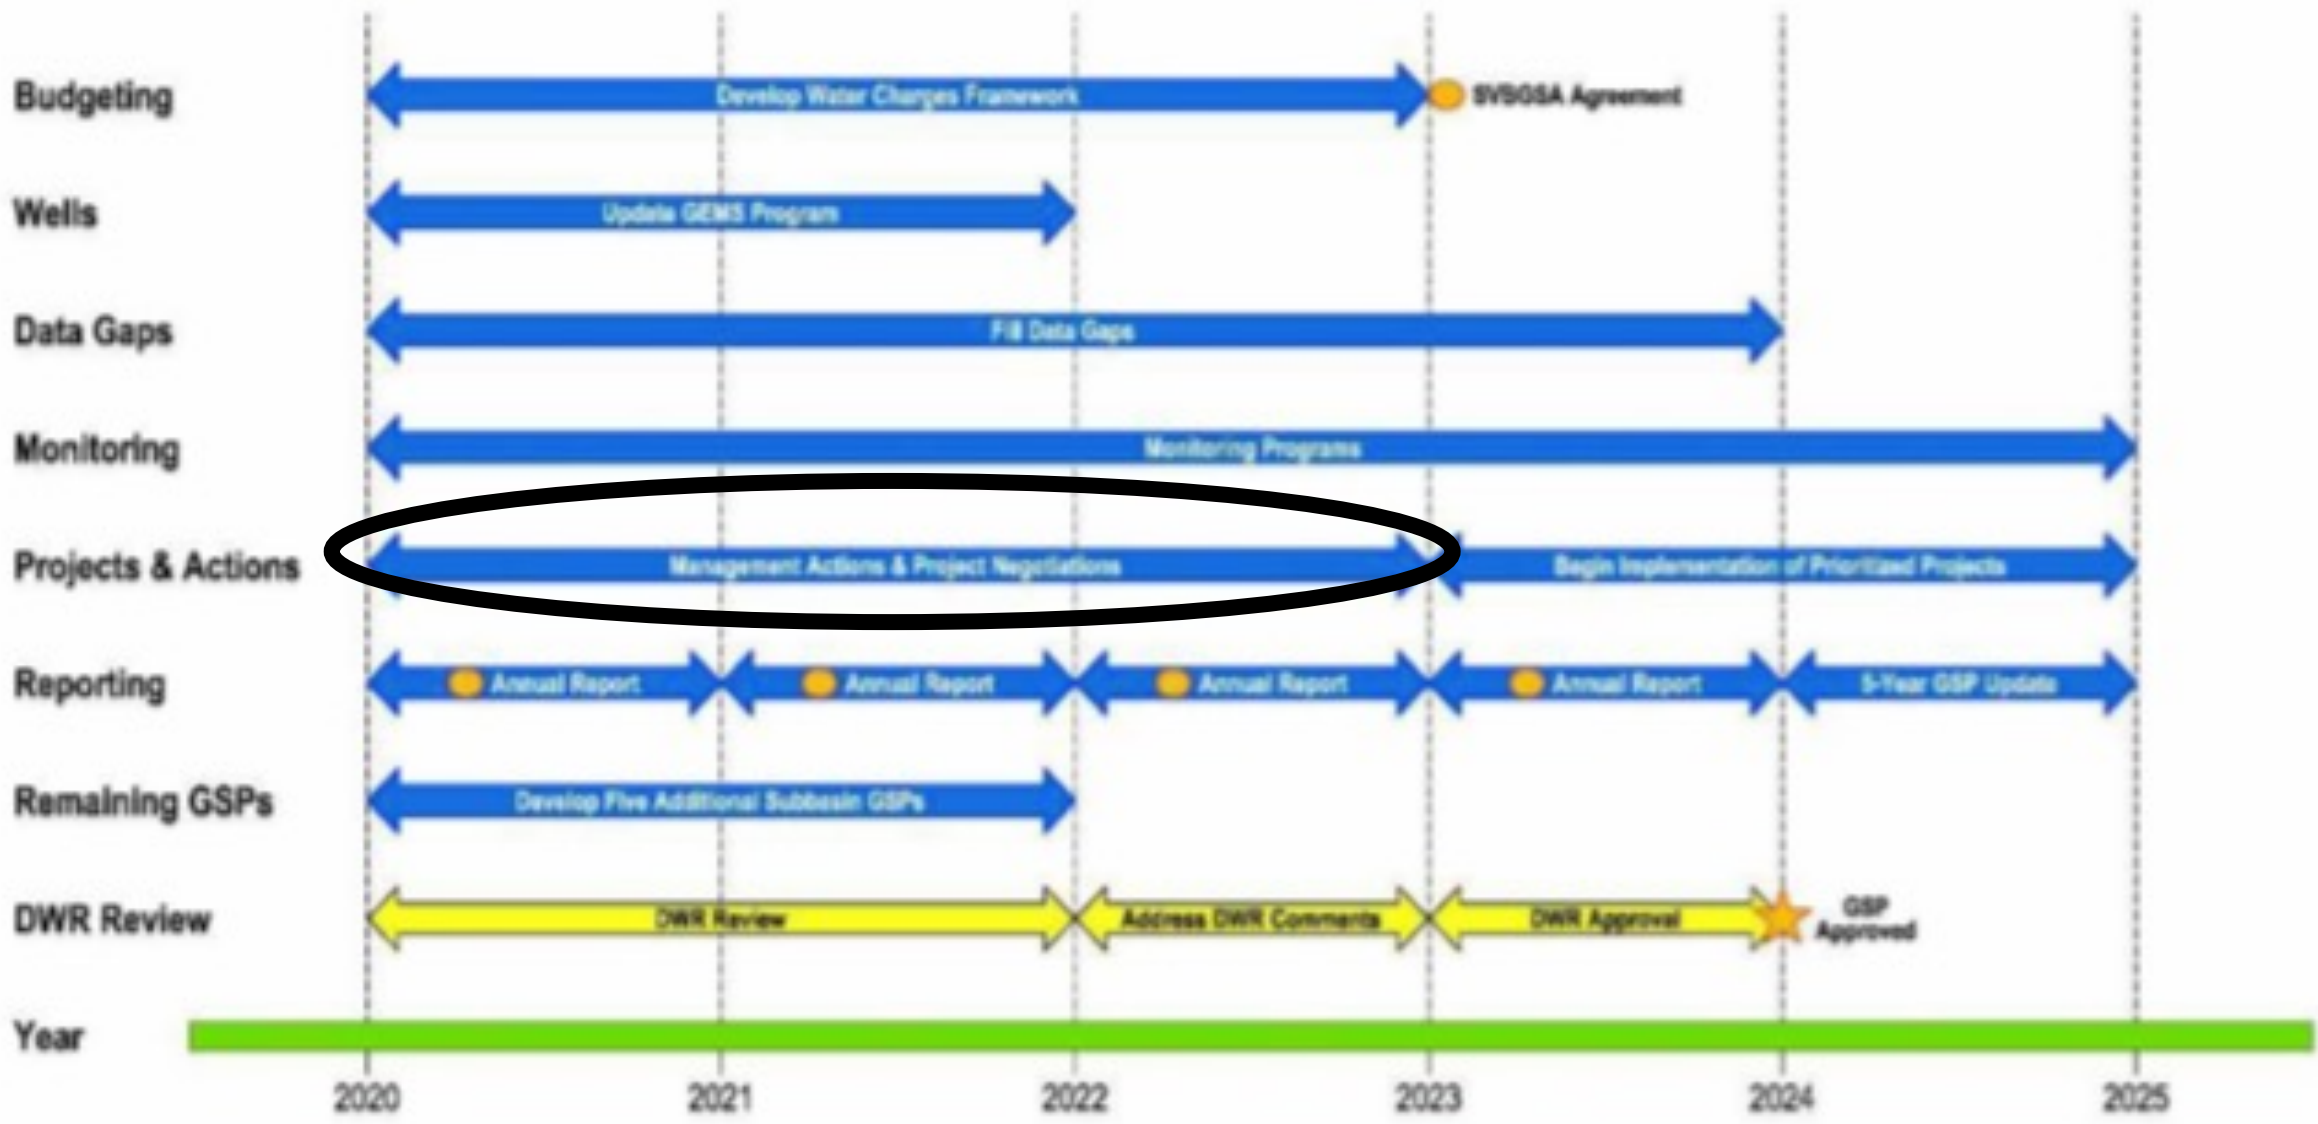 Budgeting
Develop Water Charges Framework
SVBGSA Agreement
Wells
Update GEMS Program
Data Gaps
Fill Data Gaps
Monitoring
Monitoring Programs
Projects & Actions
Management Actions & Project Negotiations
Begin Implementation of Prioritized Projects
Reporting
Annual Report
Annual Report
Annual Report
Annual Report
5-Year GSP Update
Remaining GSPs
Develop Five Additional Subbasin GSPs
DWR Review
DWR Review
Address DWR Comments
DWR Approval
GSP
Approved
Year
2020
2021
2022
2023
2024
2025